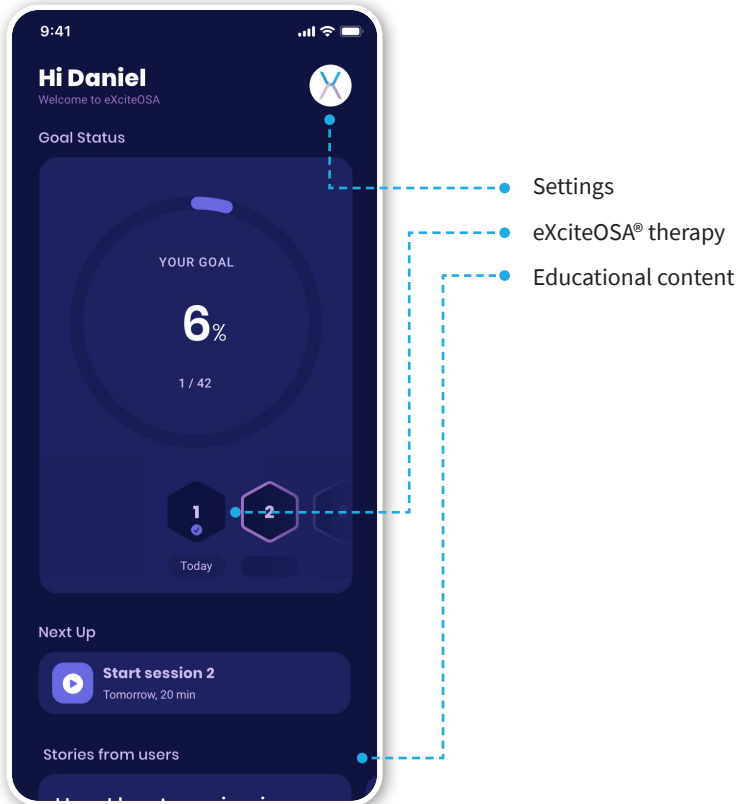 9:41
Hi Daniel
Welcome to eXciteOSA
Goal Status
YOUR GOAL
6%
1 / 42
1
2
Today
Next Up
Start session 2
Tomorrow, 20 min
Stories from users
Settings
eXciteOSA® therapy
Educational content